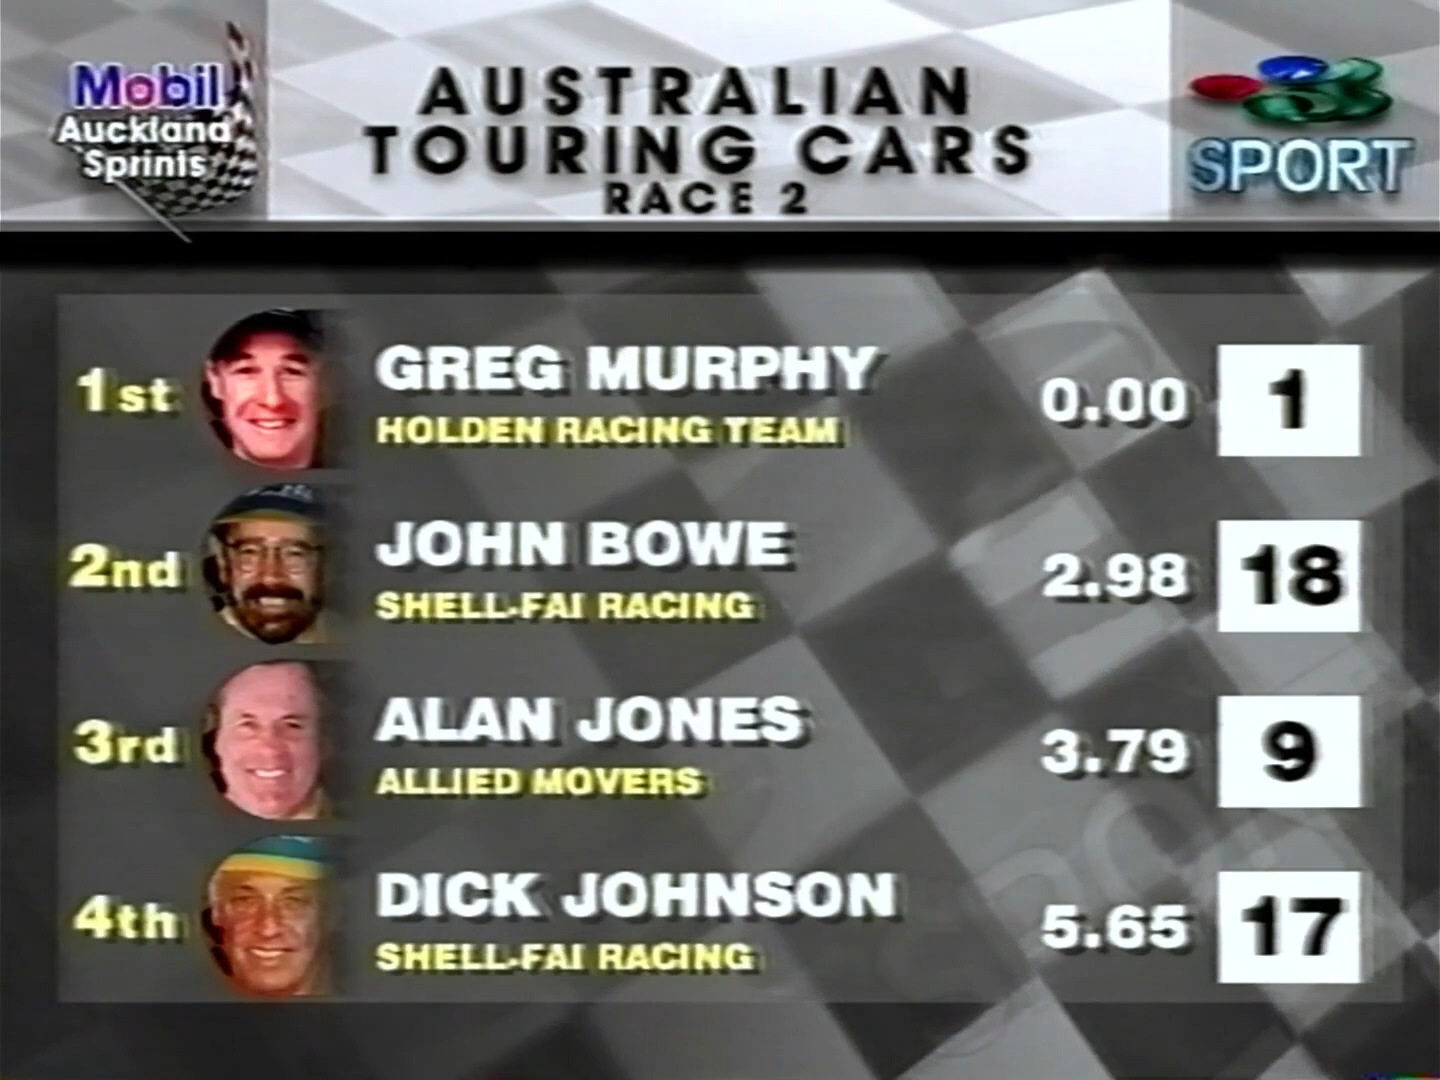 Mobil
Auckland
Sprints
AUSTRALIAN
TOURING CARS
RACE 2
SPORT
1st GREG MURPHY 0.00 1
HOLDEN RACING TEAM
2nd JOHN BOWE 2.98 18
SHELL-FAI RACING
3rd ALAN JONES 3.79 9
ALLIED MOVERS
4th DICK JOHNSON 5.65 17
SHELL-FAI RACING